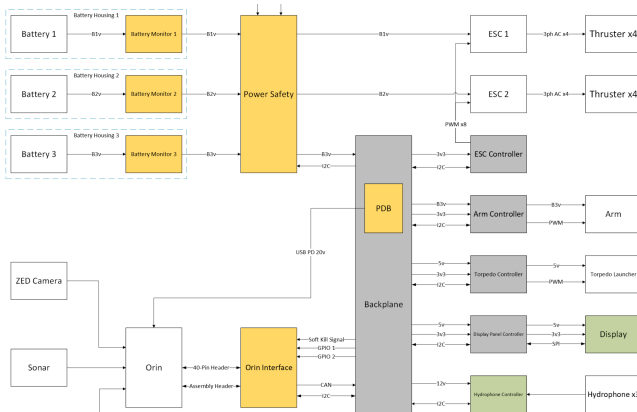 Battery Housing 1
Battery 1
B1v
Battery Monitor 1
B1v
Power Safety
B1v
ESC 1
3ph AC x4
Thruster x4
Battery Housing 2
Battery 2
B2v
Battery Monitor 2
B2v
B2v
ESC 2
3ph AC x4
Thruster x4
PWM x8
Battery Housing 3
Battery 3
B3v
Battery Monitor 3
B3v
B3v
I2C
3v3
I2C
ESC Controller
PDB
B3v
3v3
I2C
Arm Controller
B3v
PWM
Arm
USB PD 20v
Backplane
5v
3v3
I2C
Torpedo Controller
5v
PWM
Torpedo Launcher
ZED Camera
Soft Kill Signal
GPIO 1
GPIO 2
5v
3v3
I2C
Display Panel Controller
5v
3v3
SPI
Display
Sonar
Orin
40-Pin Header
Assembly Header
Orin Interface
CAN
I2C
12v
I2C
Hydrophone Controller
Hydrophone x3